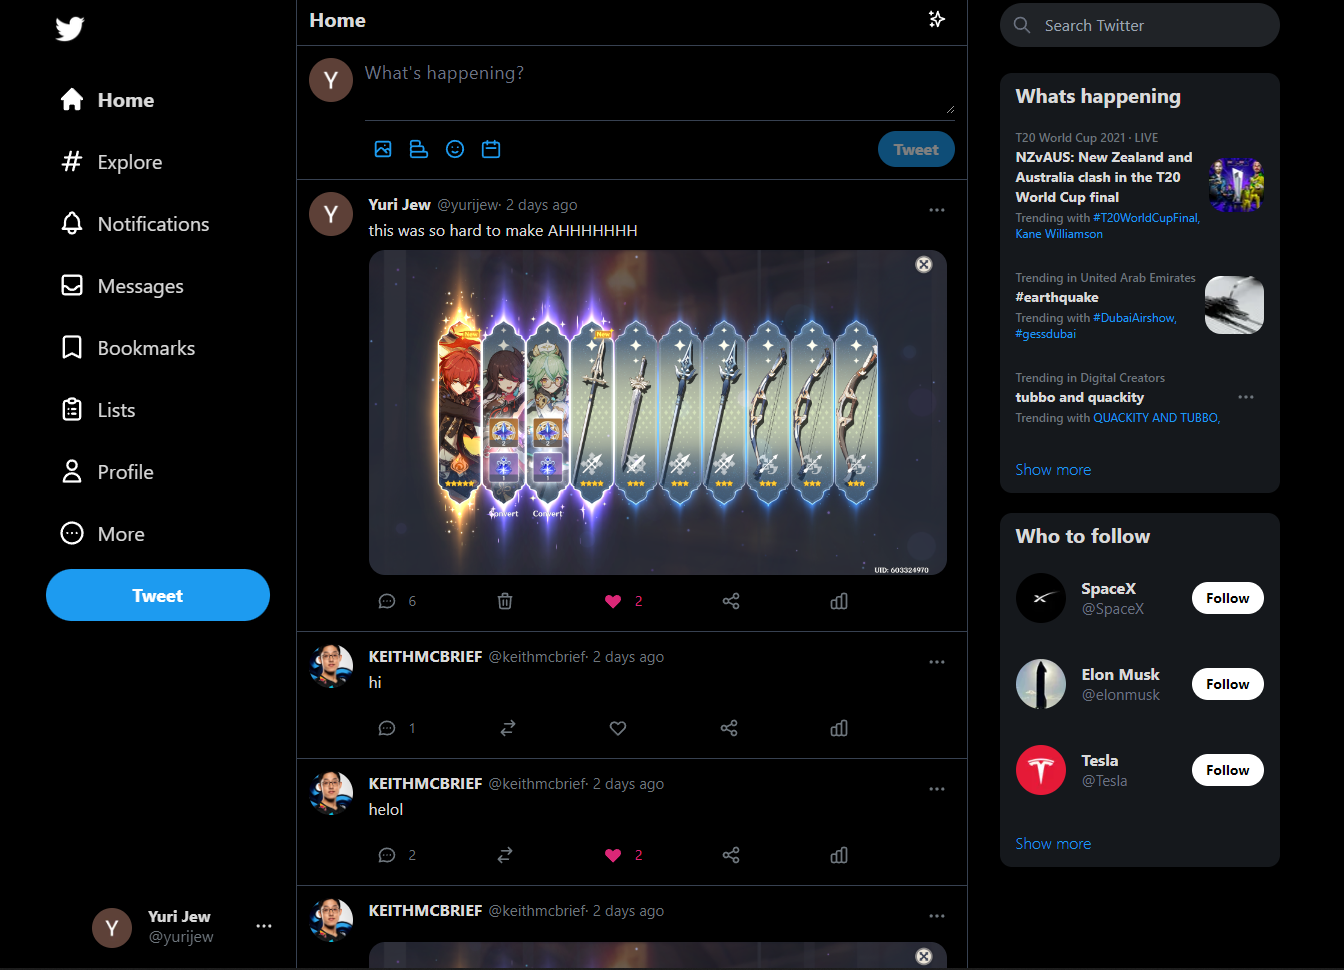 Home
Explore
Notifications
Messages
Bookmarks
Lists
Profile
More
Tweet
Y
Yuri Jew
@yurijew
Home
Y
What's happening?
Tweet
Y
Yuri Jew @yurijew· 2 days ago
this was so hard to make AHHHHHHH
New
New
2
2
1
1
Convert
Convert
UID: 603324970
6
2
KEITHMCBRIEF @keithmcbrief· 2 days ago
hi
1
KEITHMCBRIEF @keithmcbrief· 2 days ago
helol
2
2
KEITHMCBRIEF @keithmcbrief· 2 days ago
Search Twitter
Whats happening
T20 World Cup 2021 · LIVE
NZvAUS: New Zealand and
Australia clash in the T20
World Cup final
Trending with #T20WorldCupFinal,
Kane Williamson
Trending in United Arab Emirates
#earthquake
Trending with #DubaiAirshow,
#gessdubai
Trending in Digital Creators
tubbo and quackity
Trending with QUACKITY AND TUBBO,
Show more
Who to follow
SpaceX
@SpaceX
Follow
Elon Musk
@elonmusk
Follow
Tesla
@Tesla
Follow
Show more